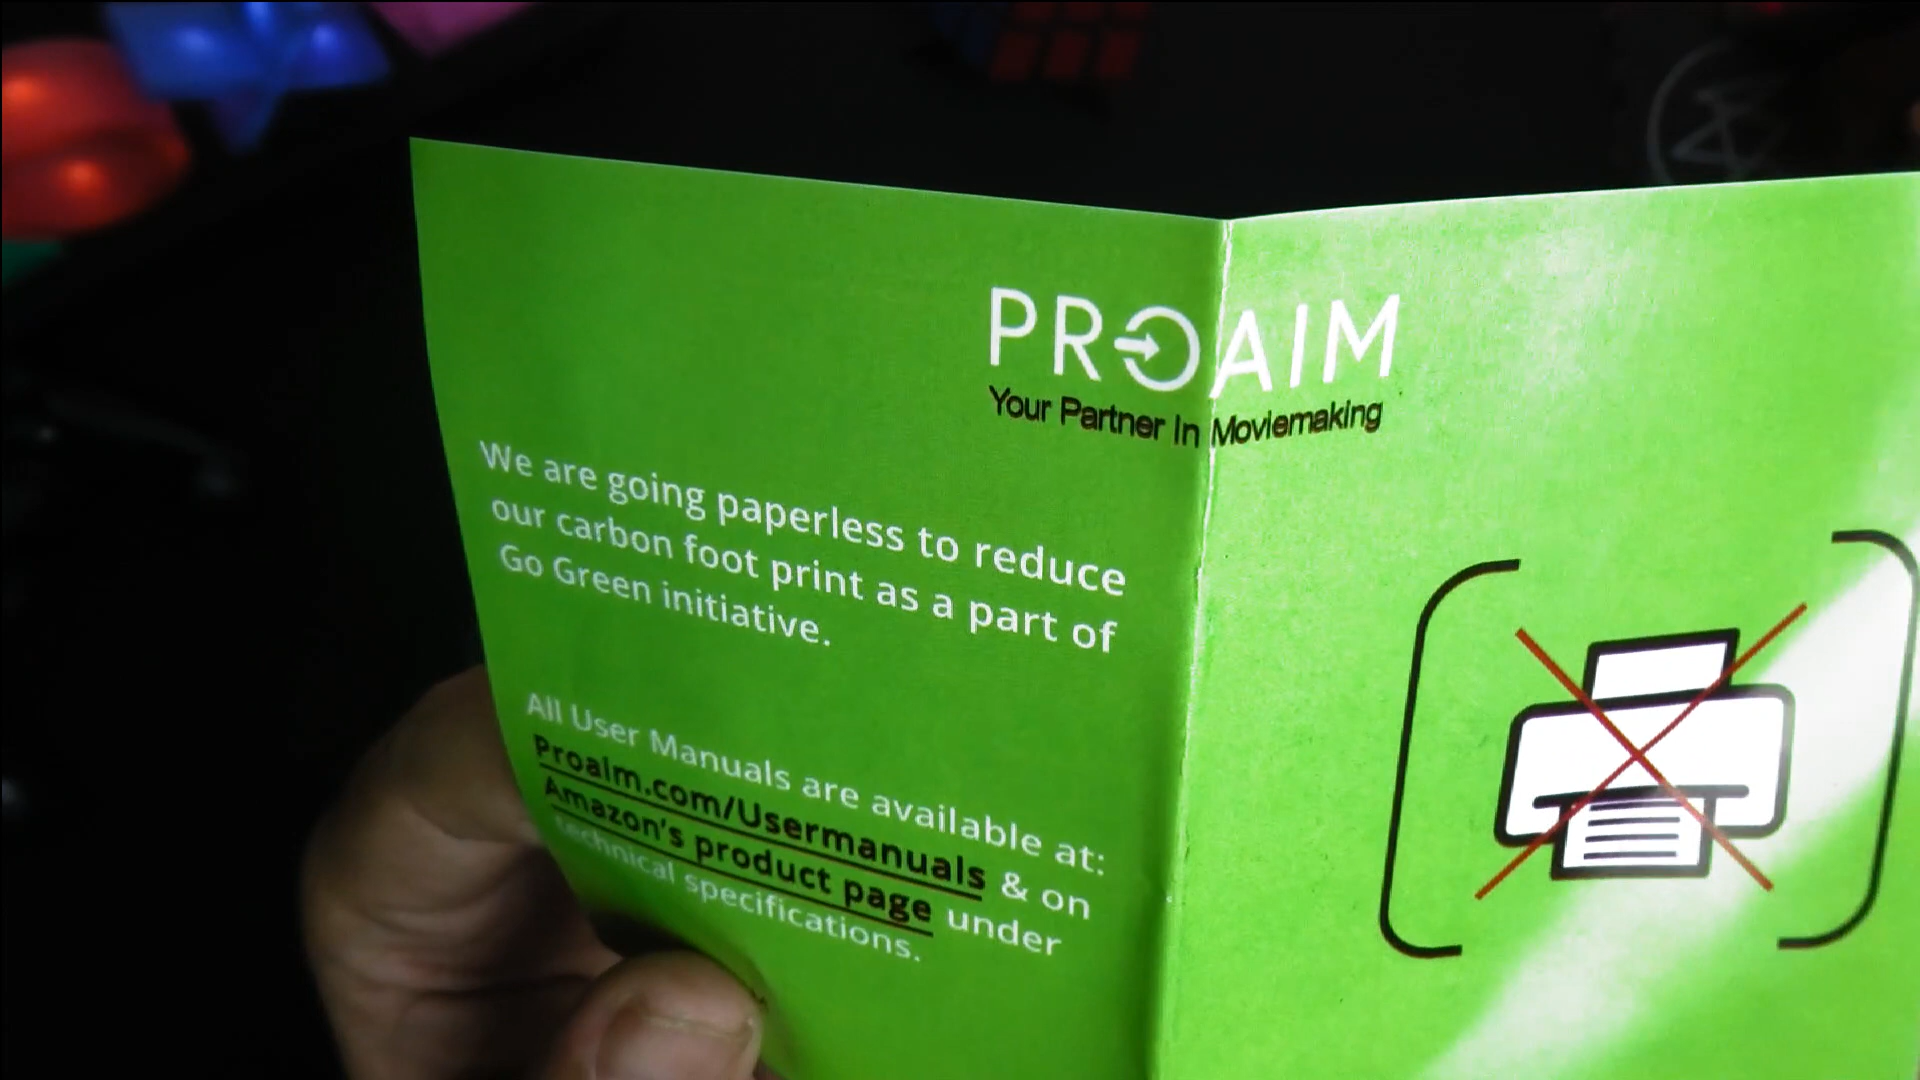 PROAIM
Your Partner In Moviemaking
We are going paperless to reduce
our carbon foot print as a part of
Go Green initiative.
All User Manuals are available at:
Proaim.com/Usermanuals & on
Amazon's product page under
technical specifications.